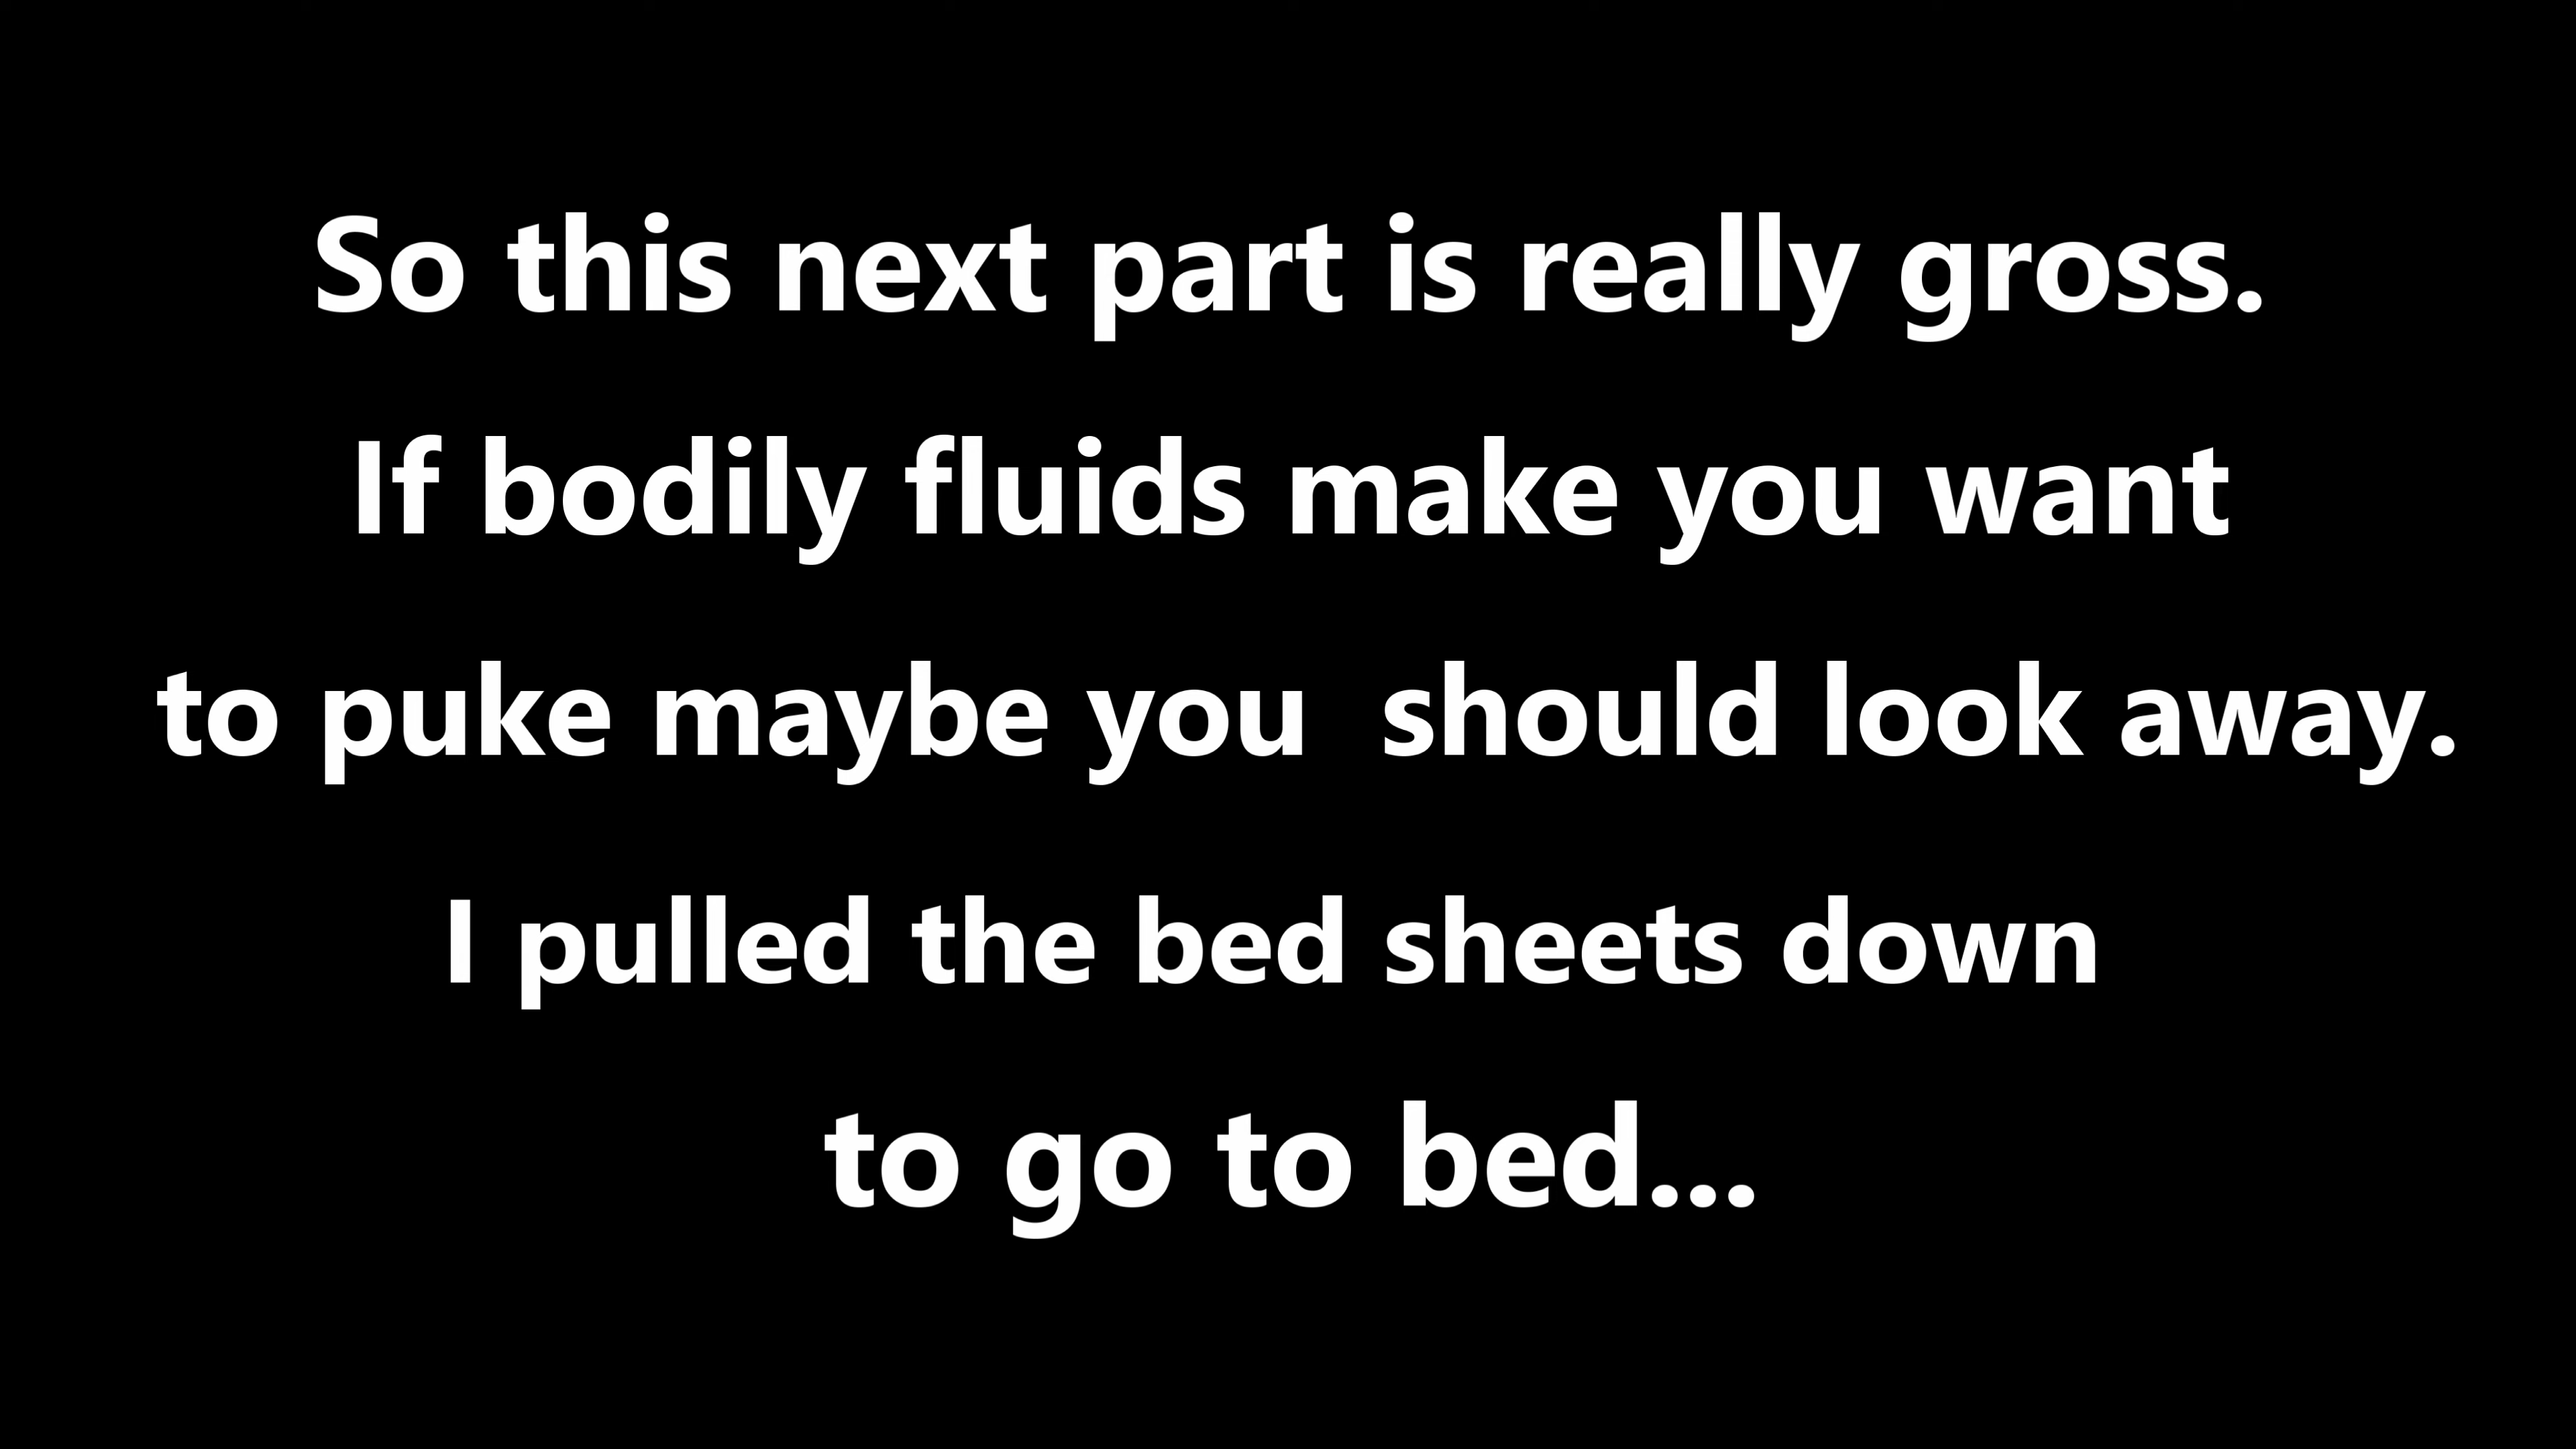 So this next part is really gross.
If bodily fluids make you want
to puke maybe you  should look away.
I pulled the bed sheets down
to go to bed...